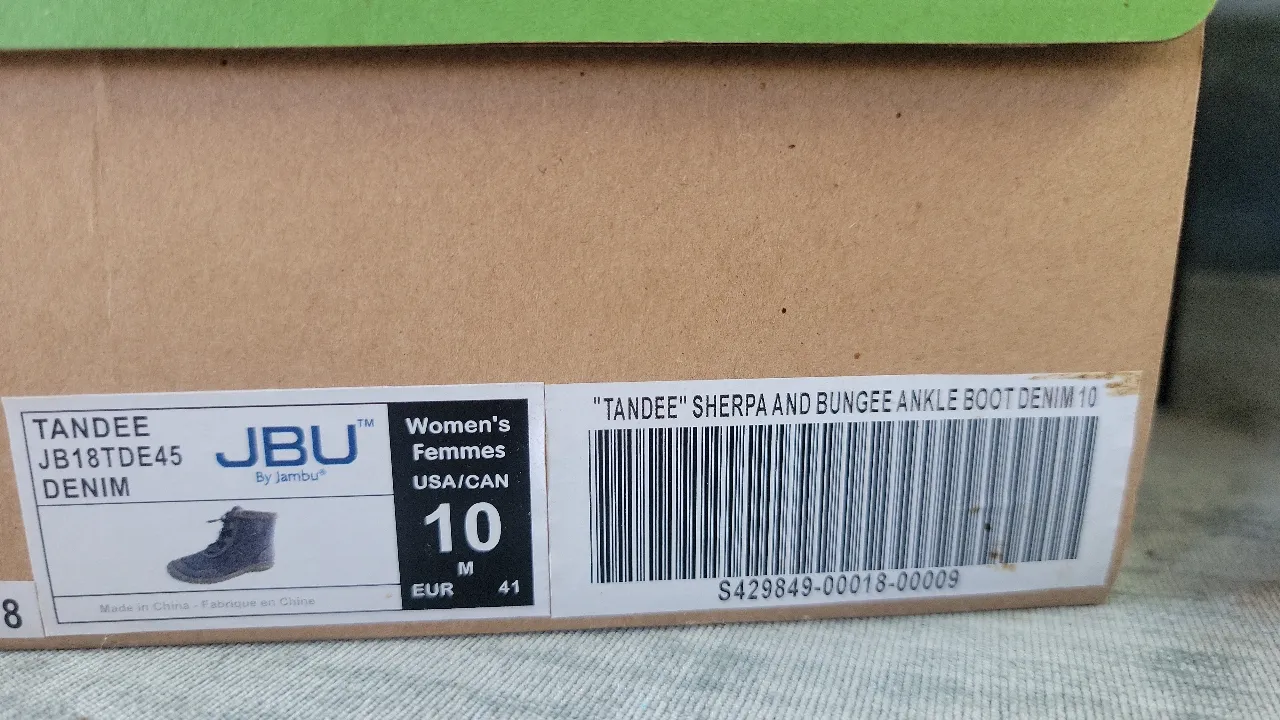 TANDEE
JB18TDE45
DENIM
JBU™
By Jambu®
Made in China - Fabrique en Chine
Women's
Femmes
USA/CAN
10
M
EUR 41
"TANDEE" SHERPA AND BUNGEE ANKLE BOOT DENIM 10
S429849-00018-00009
8